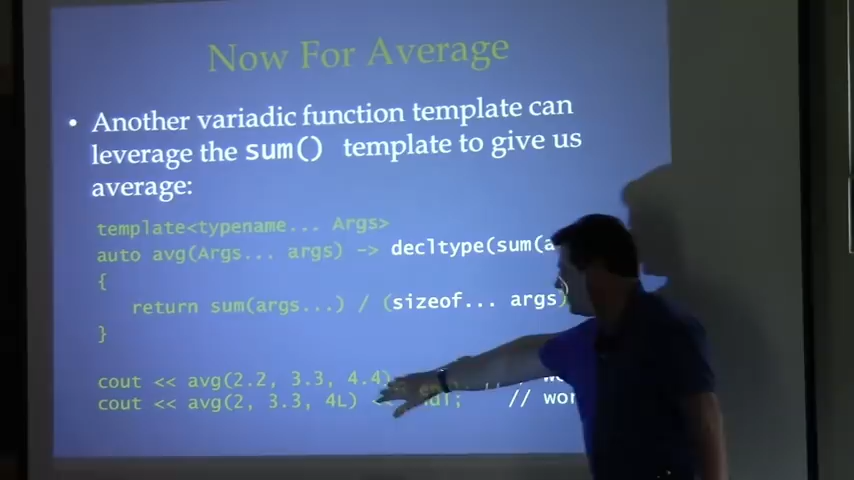 Now For Average
• Another variadic function template can
leverage the sum() template to give us
average:
template<typename... Args>
auto avg(Args... args) -> decltype(sum(a
{
return sum(args...) / (sizeof... args)
}
cout << avg(2.2, 3.3, 4.4)
cout << avg(2, 3.3, 4L) << endl; // wor